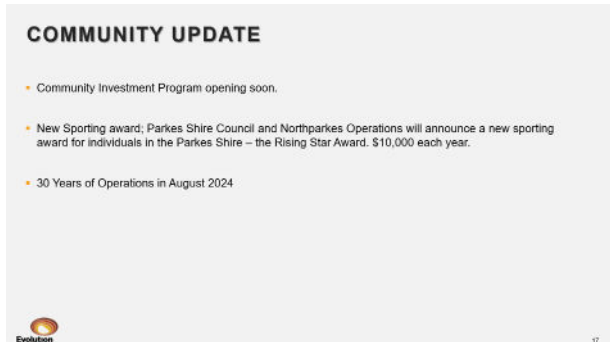 COMMUNITY UPDATE
Community Investment Program opening soon.
New Sporting award; Parkes Shire Council and Northparkes Operations will announce a new sporting
award for individuals in the Parkes Shire – the Rising Star Award. $10,000 each year.
30 Years of Operations in August 2024
Evolution
17